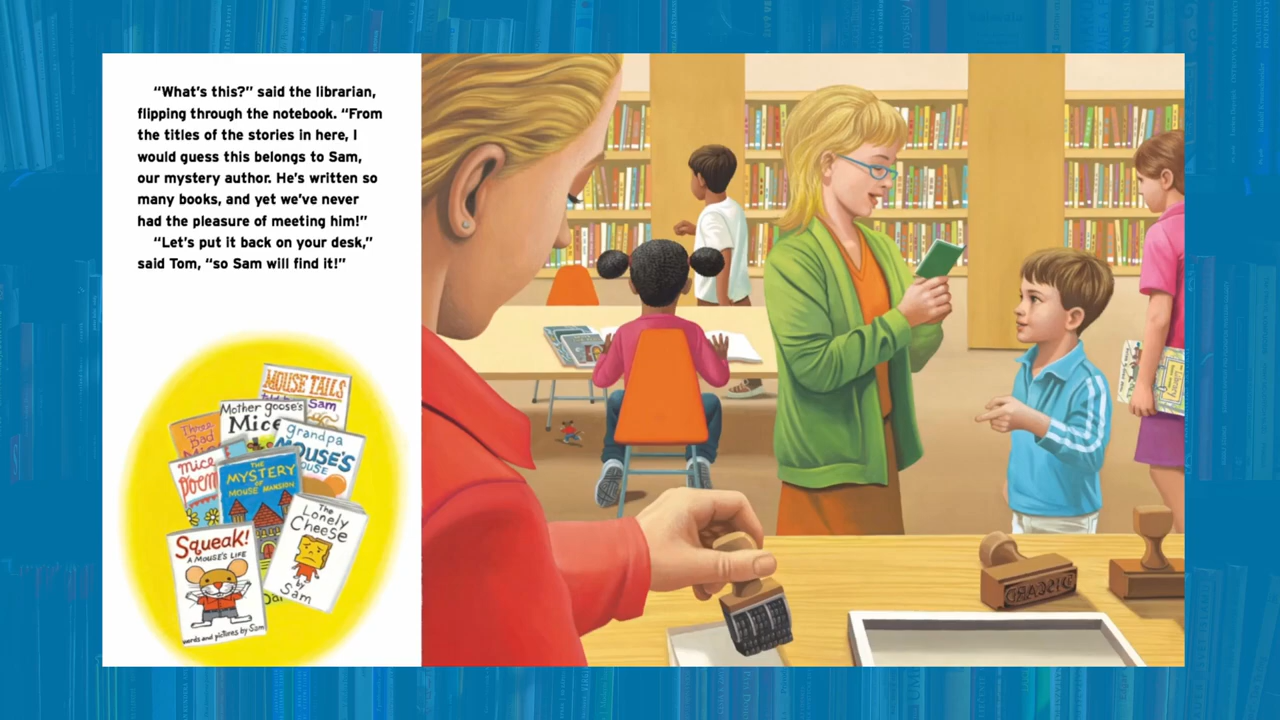 “What’s this?” said the librarian,
flipping through the notebook. “From
the titles of the stories in here, I
would guess this belongs to Sam,
our mystery author. He’s written so
many books, and yet we’ve never
had the pleasure of meeting him!”
“Let’s put it back on your desk,”
said Tom, “so Sam will find it!”
MOUSE TAILS
Sam
Mother goose's
Mice
Three
Bad
grandpa
MOUSE'S
HOUSE
mice
Poem
THE
MYSTERY
OF
MOUSE MANSION
The
Lonely
Cheese
by
Sam
Squeak!
A MOUSE'S LIFE
words and pictures by Sam
DISCARD